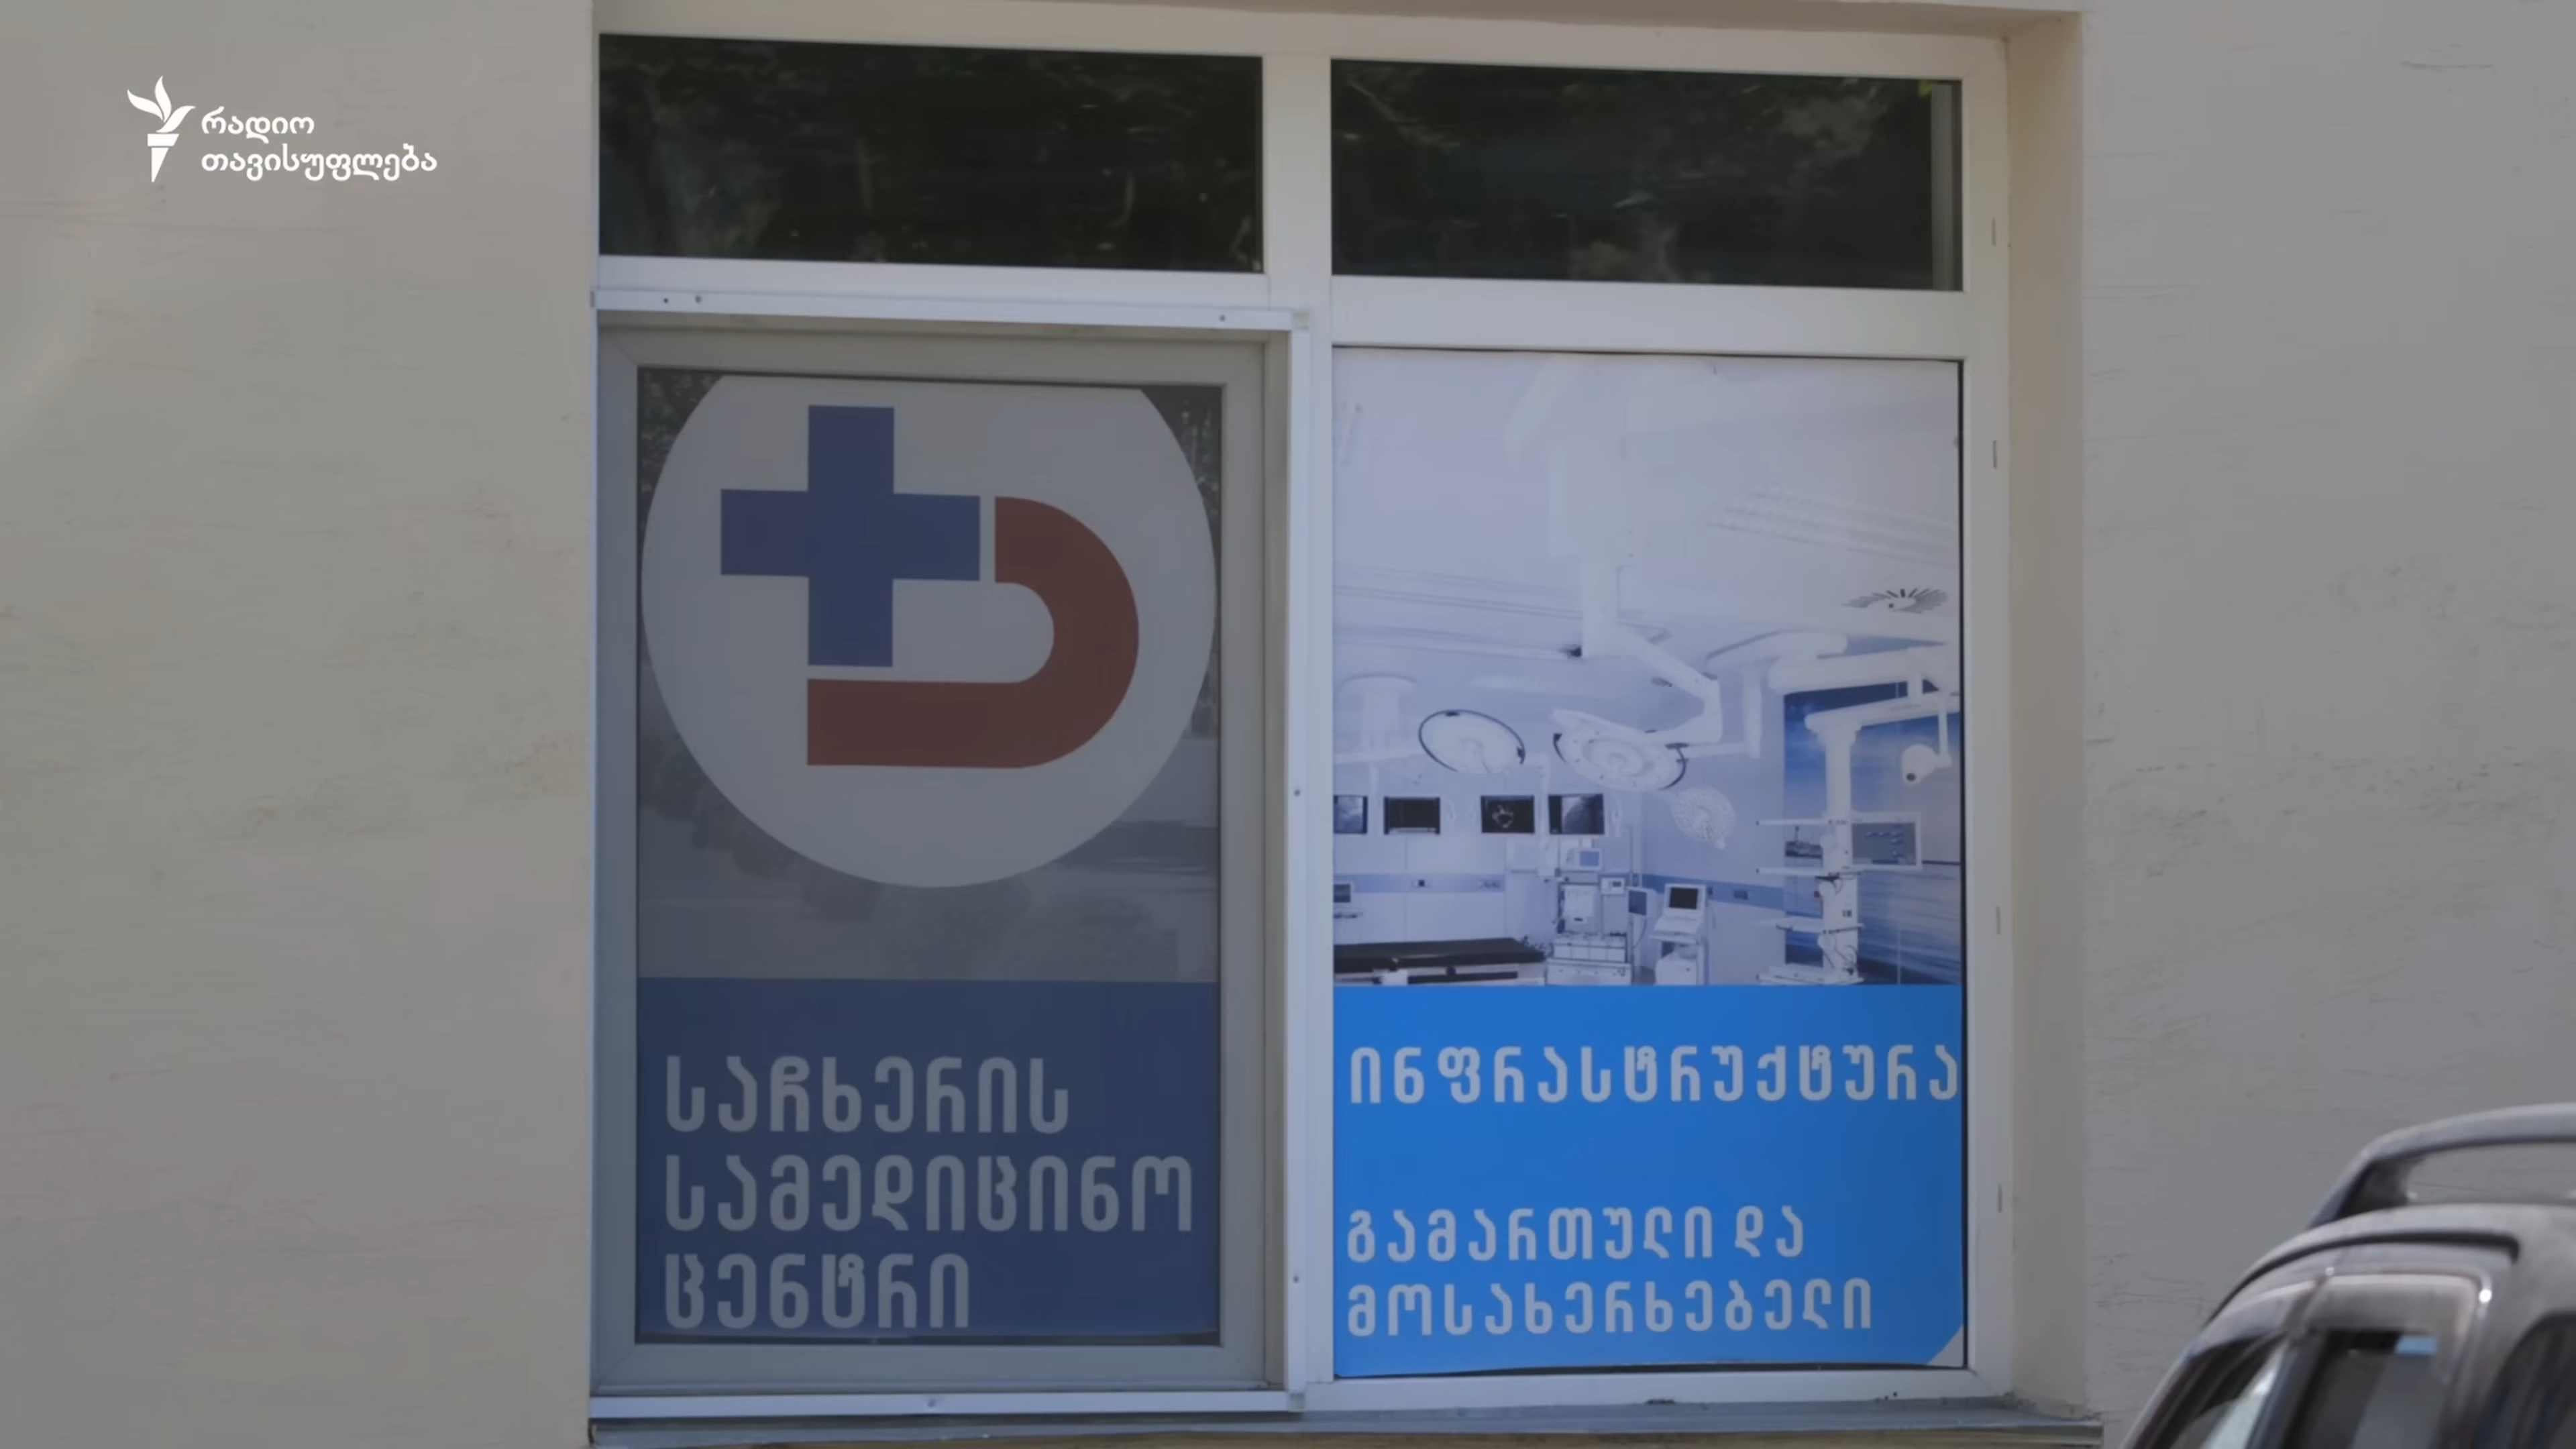 რადიო
თავისუფლება
საჩხერის
სამედიცინო
ცენტრი
ინფრასტრუქტურა
გამართული და
მოსახერხებელი